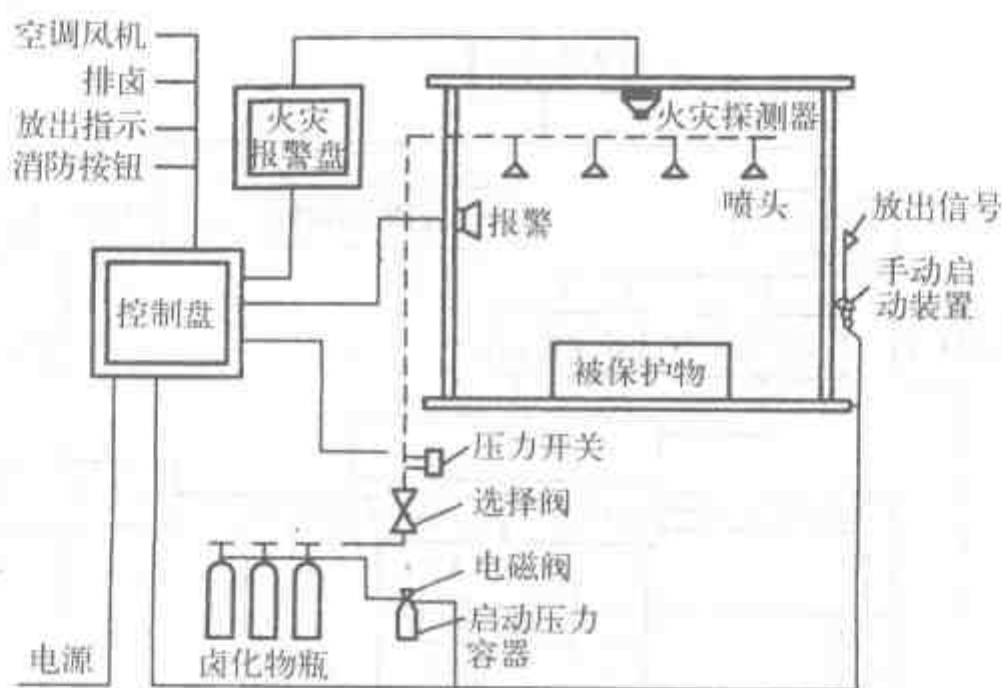 空调风机
排卤
放出指示
消防按钮
火灾
报警盘
火灾探测器
喷头
报警
放出信号
手动启
动装置
控制盘
被保护物
压力开关
选择阀
电磁阀
启动压力
容器
卤化物瓶
电源